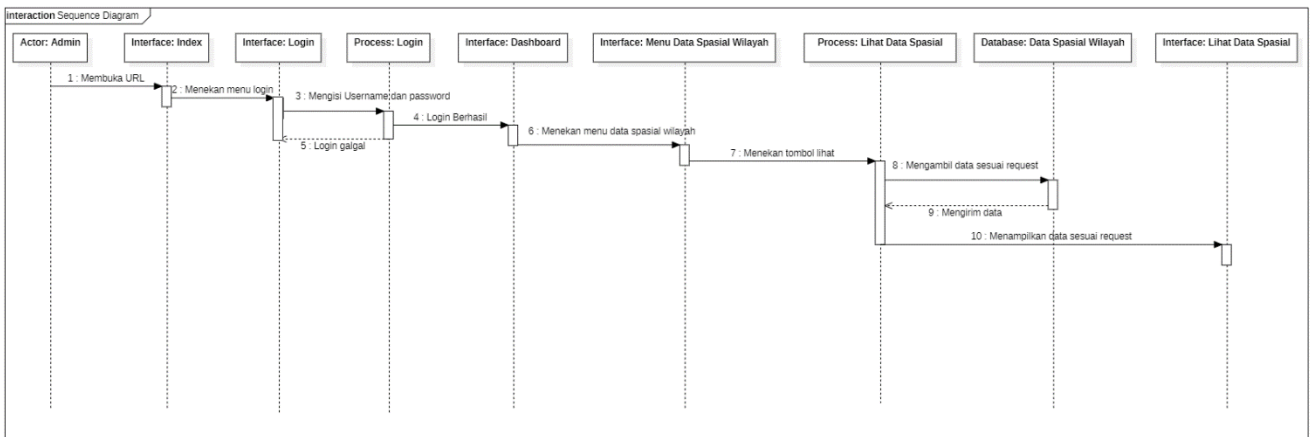 interaction Sequence Diagram
Actor: Admin
Interface: Index
Interface: Login
Process: Login
Interface: Dashboard
Interface: Menu Data Spasial Wilayah
Process: Lihat Data Spasial
Database: Data Spasial Wilayah
Interface: Lihat Data Spasial
1 : Membuka URL
2 : Menekan menu login
3 : Mengisi Username dan password
4 : Login Berhasil
5 : Login galgal
6 : Menekan menu data spasial wilayah
7 : Menekan tombol lihat
8 : Mengambil data sesuai request
9 : Mengirim data
10 : Menampilkan data sesuai request